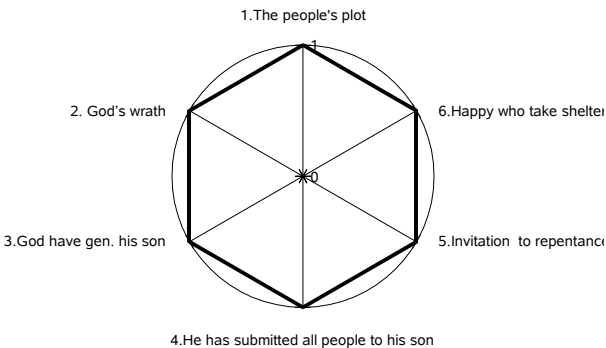 1.The people's plot
1
2. God's wrath
6.Happy who take shelter
0
3.God have gen. his son
5.Invitation to repentance
4.He has submitted all people to his son